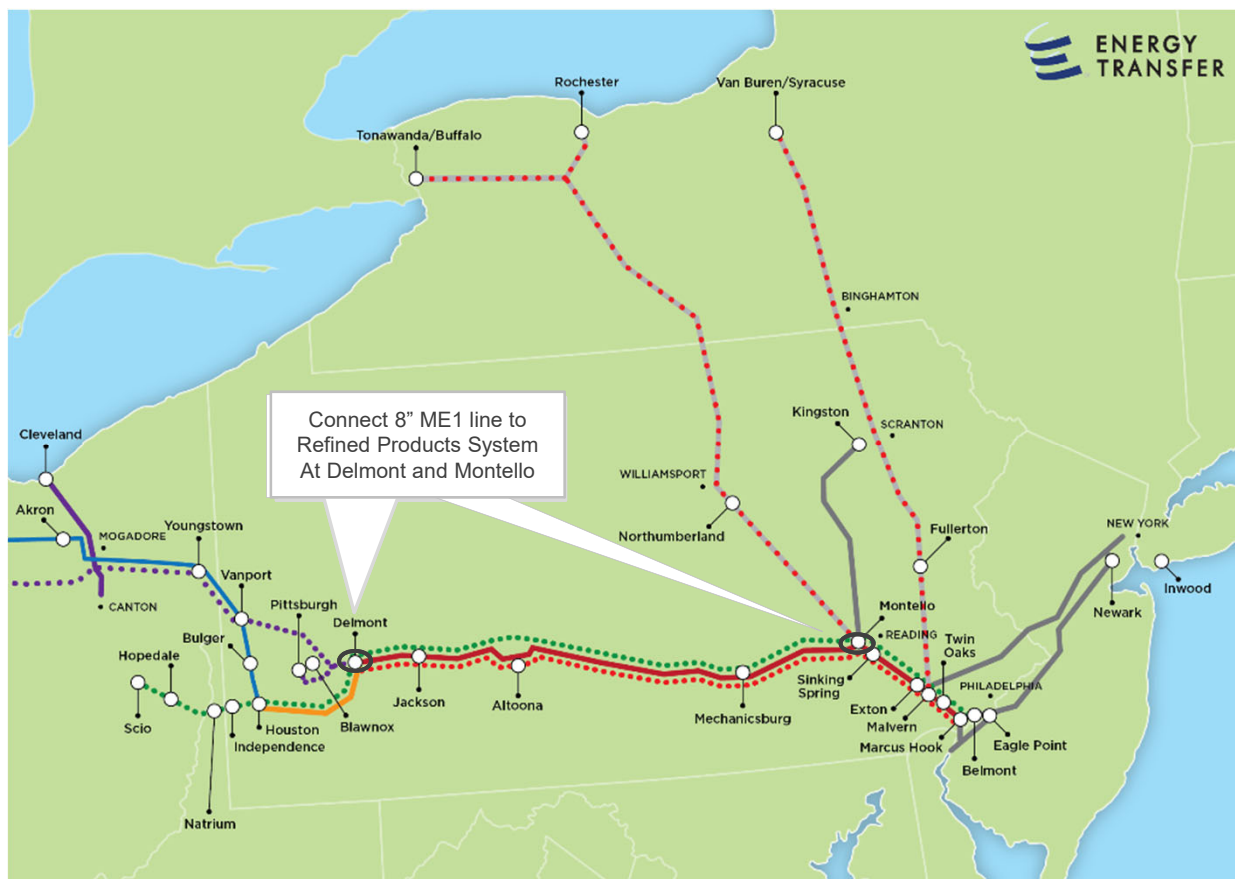 ENERGY
TRANSFER
Rochester
Van Buren/Syracuse
Tonawanda/Buffalo
BINGHAMTON
Connect 8” ME1 line to
Refined Products System
At Delmont and Montello
Kingston
SCRANTON
Cleveland
WILLIAMSPORT
Akron
Youngstown
Northumberland
Fullerton
NEW YORK
MOGADORE
Vanport
Inwood
CANTON
Pittsburgh
Delmont
Montello
Newark
Bulger
READING
Twin
Oaks
Hopedale
Sinking
Spring
PHILADELPHIA
Jackson
Altoona
Exton
Scio
Mechanicsburg
Malvern
Houston
Blawnox
Independence
Marcus Hook
Eagle Point
Belmont
Natrium